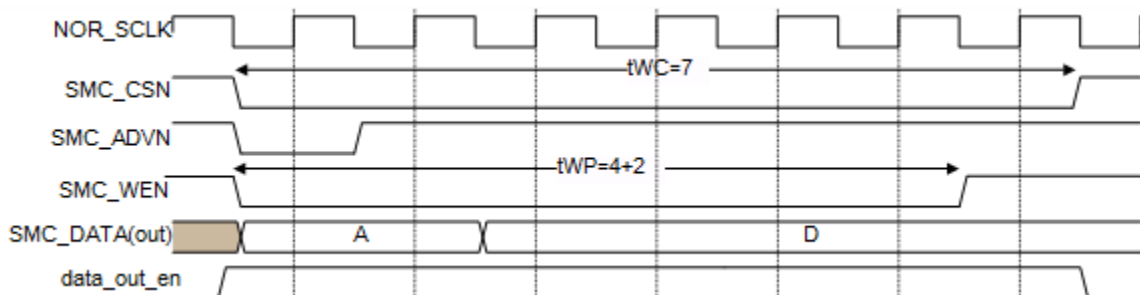 NOR_SCLK
tWC=7
SMC_CSN
SMC_ADVN
tWP=4+2
SMC_WEN
SMC_DATA(out) A D
data_out_en